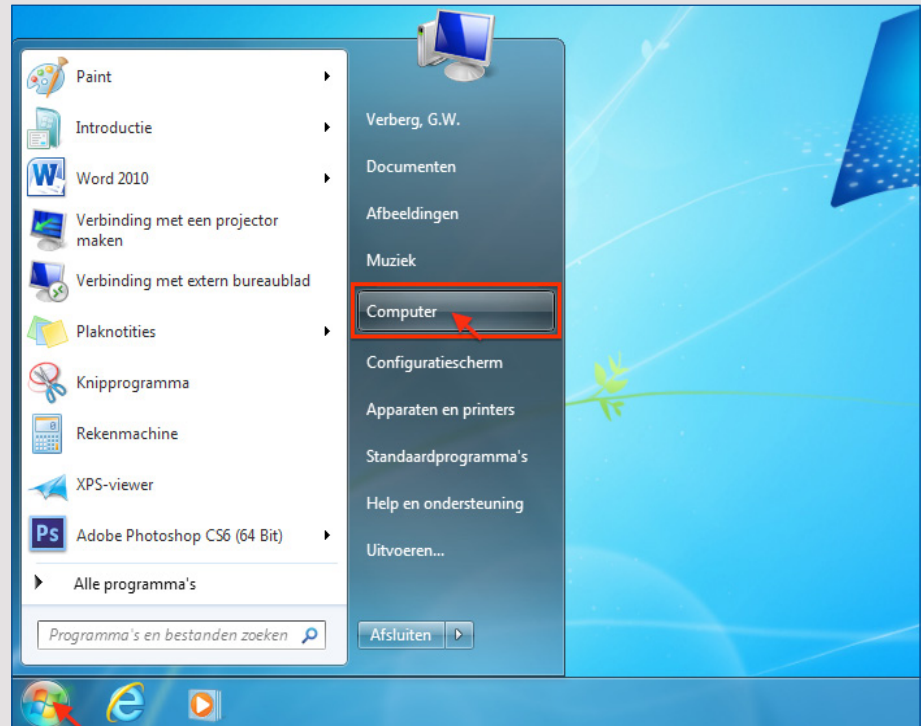 Paint
Introductie
Word 2010
Verbinding met een projector
maken
Verbinding met extern bureaublad
Plaknotities
Knipprogramma
Rekenmachine
XPS-viewer
Ps
Adobe Photoshop CS6 (64 Bit)
Alle programma's
Programma's en bestanden zoeken
Verberg, G.W.
Documenten
Afbeeldingen
Muziek
Computer
Configuratiescherm
Apparaten en printers
Standaardprogramma's
Help en ondersteuning
Uitvoeren...
Afsluiten